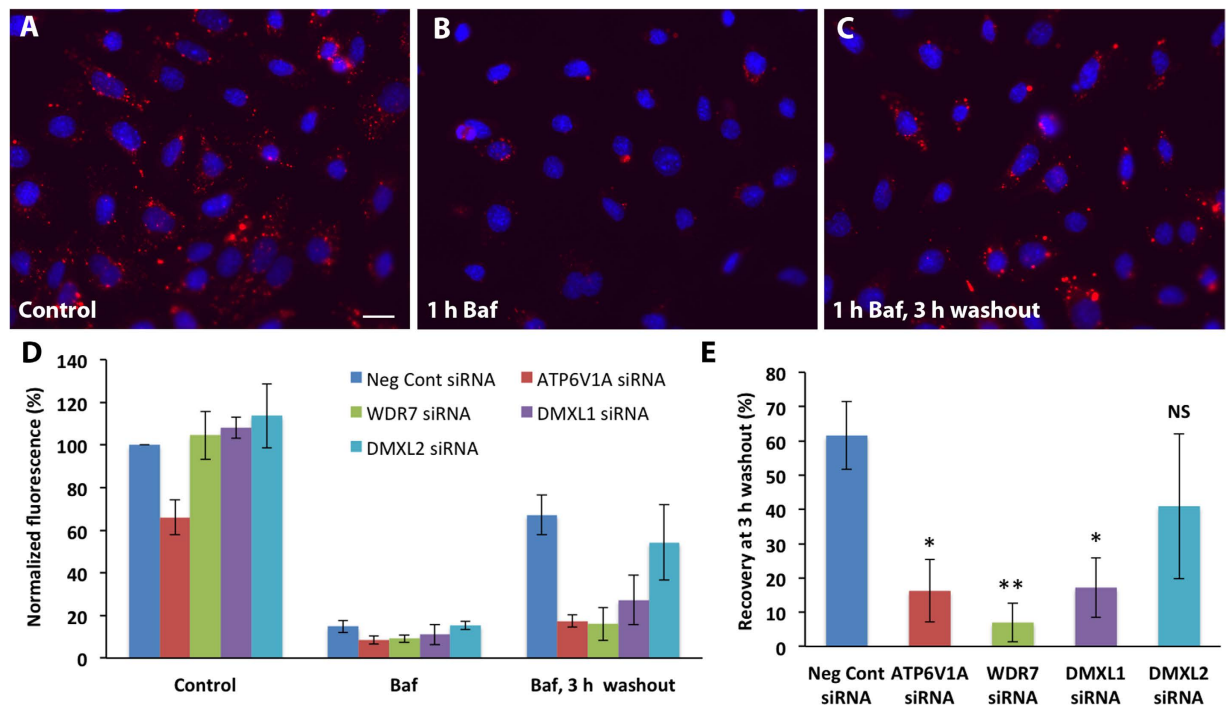 A
B
C
Control
1 h Baf
1 h Baf, 3 h washout
D
Normalized fluorescence (%)
140
120
100
80
60
40
20
0
Neg Cont siRNA
ATP6V1A siRNA
WDR7 siRNA
DMXL1 siRNA
DMXL2 siRNA
Control
Baf
Baf, 3 h washout
E
Recovery at 3 h washout (%)
80
70
60
50
40
30
20
10
0
*
**
*
NS
Neg Cont siRNA
ATP6V1A siRNA
WDR7 siRNA
DMXL1 siRNA
DMXL2 siRNA